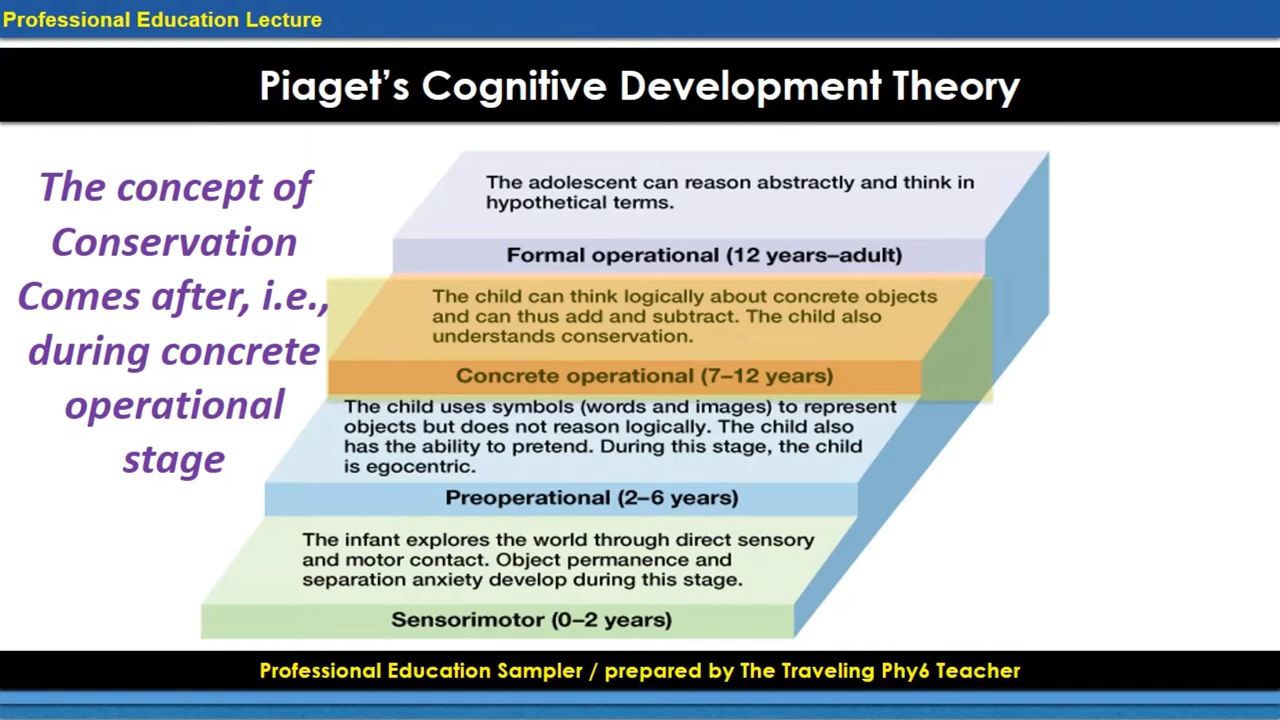 Professional Education Lecture
Piaget's Cognitive Development Theory
The concept of
Conservation
Comes after, i.e.,
during concrete
operational
stage
The adolescent can reason abstractly and think in
hypothetical terms.
Formal operational (12 years–adult)
The child can think logically about concrete objects
and can thus add and subtract. The child also
understands conservation.
Concrete operational (7–12 years)
The child uses symbols (words and images) to represent
objects but does not reason logically. The child also
has the ability to pretend. During this stage, the child
is egocentric.
Preoperational (2–6 years)
The infant explores the world through direct sensory
and motor contact. Object permanence and
separation anxiety develop during this stage.
Sensorimotor (0–2 years)
Professional Education Sampler / prepared by The Traveling Phy6 Teacher